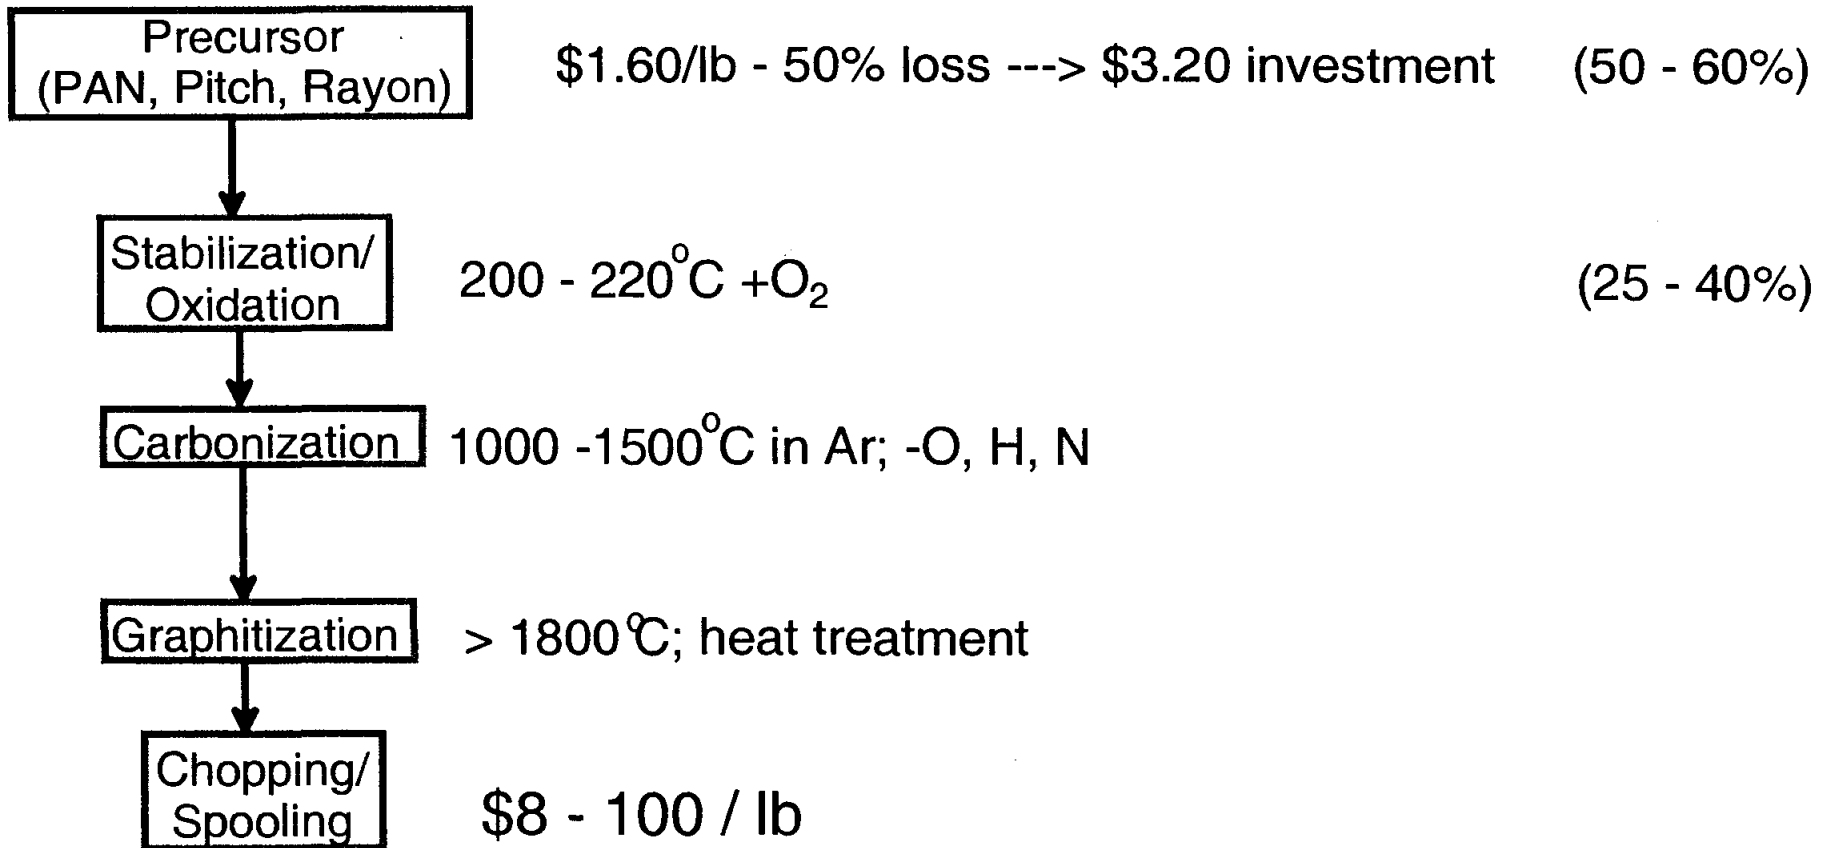 Precursor
(PAN, Pitch, Rayon)
$1.60/lb - 50% loss ---> $3.20 investment (50 - 60%)
Stabilization/
Oxidation
200 - 220°C +O₂ (25 - 40%)
Carbonization
1000 -1500°C in Ar; -O, H, N
Graphitization
> 1800°C; heat treatment
Chopping/
Spooling
$8 - 100 / lb